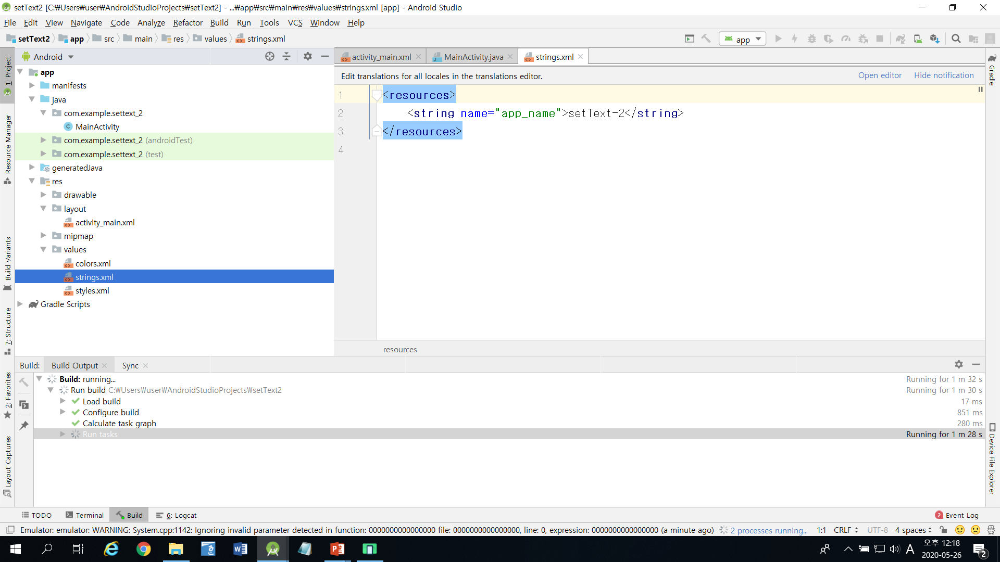 setText2 [C:₩Users₩user₩AndroidStudioProjects₩setText2] - ...₩app₩src₩main₩res₩values₩strings.xml [app] - Android Studio
File Edit View Navigate Code Analyze Refactor Build Run Tools VCS Window Help
setText2 app src main res values strings.xml app
1: Project
Resource Manager
Build Variants
7: Structure
2: Favorites
Layout Captures
Android
app
manifests
java
com.example.settext_2
MainActivity
com.example.settext_2 (androidTest)
com.example.settext_2 (test)
generatedJava
res
drawable
layout
activity_main.xml
mipmap
values
colors.xml
strings.xml
styles.xml
Gradle Scripts
activity_main.xml MainActivity.java strings.xml
Edit translations for all locales in the translations editor. Open editor Hide notification
1 <resources>
2 <string name="app_name">setText-2</string>
3 </resources>
4
resources
Gradle
Device File Explorer
Build: Build Output Sync
Build: running... Running for 1 m 32 s
Run build C:₩Users₩user₩AndroidStudioProjects₩setText2 Running for 1 m 30 s
Load build 17 ms
Configure build 851 ms
Calculate task graph 280 ms
Run tasks Running for 1 m 28 s
TODO Terminal Build 6: Logcat 2 Event Log
Emulator: emulator: WARNING: System.cpp:1142: Ignoring invalid parameter detected in function: 0000000000000000 file: 0000000000000000, line: 0, expression: 0000000000000000 (a minute ago) 2 processes running... 1:1 CRLF UTF-8 4 spaces
A 오후 12:18
2020-05-26 2